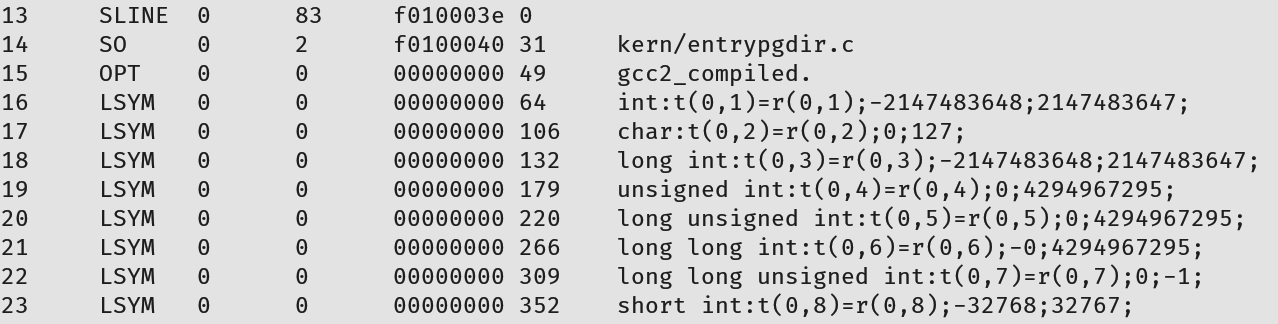 13 SLINE 0 83 f010003e 0
14 SO 0 2 f0100040 31 kern/entrypgdir.c
15 OPT 0 0 00000000 49 gcc2_compiled.
16 LSYM 0 0 00000000 64 int:t(0,1)=r(0,1);-2147483648;2147483647;
17 LSYM 0 0 00000000 106 char:t(0,2)=r(0,2);0;127;
18 LSYM 0 0 00000000 132 long int:t(0,3)=r(0,3);-2147483648;2147483647;
19 LSYM 0 0 00000000 179 unsigned int:t(0,4)=r(0,4);0;4294967295;
20 LSYM 0 0 00000000 220 long unsigned int:t(0,5)=r(0,5);0;4294967295;
21 LSYM 0 0 00000000 266 long long int:t(0,6)=r(0,6);-0;4294967295;
22 LSYM 0 0 00000000 309 long long unsigned int:t(0,7)=r(0,7);0;-1;
23 LSYM 0 0 00000000 352 short int:t(0,8)=r(0,8);-32768;32767;